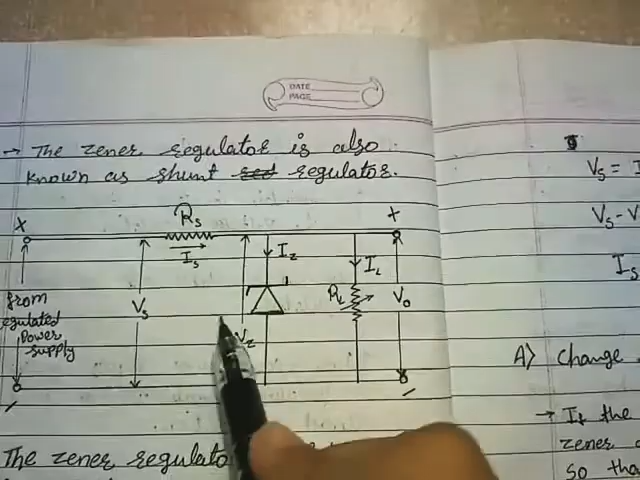 DATE
PAGE
→ The zener regulator is also
known as shunt regulator.
X
Rs
+
Is
Iz
IL
from
regulated
Power
supply
Vs
Vz
RL
Vo
The zener regulato
Vs = I
Vs - V
Is
A> Change
→ If the
zener
so tha